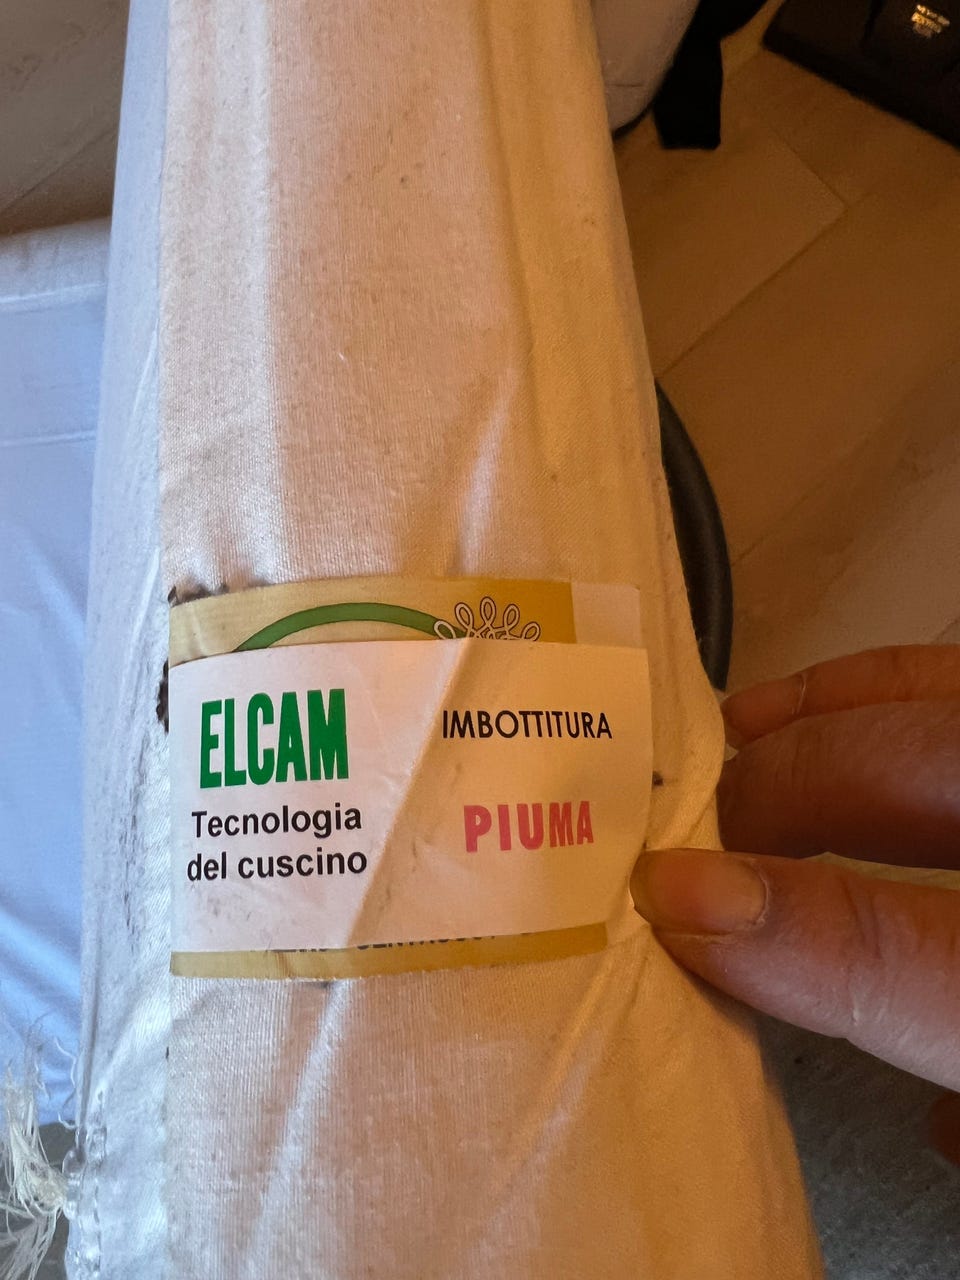 ELCAM
Tecnologia
del cuscino
IMBOTTITURA
PIUMA